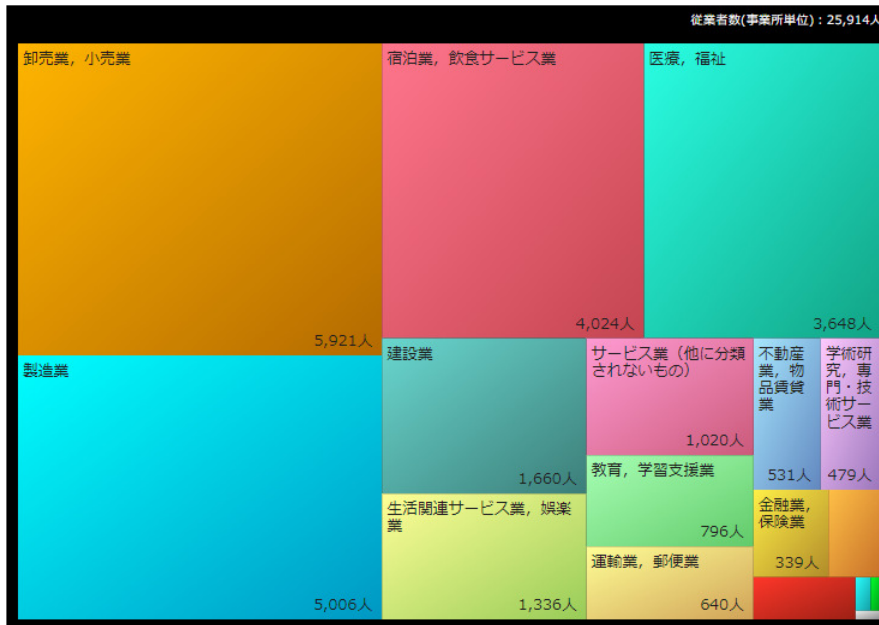 従業者数(事業所単位) : 25,914人
卸売業，小売業
5,921人
宿泊業，飲食サービス業
4,024人
医療，福祉
3,648人
製造業
5,006人
建設業
1,660人
生活関連サービス業，娯楽
業
1,336人
サービス業（他に分類
されないもの）
1,020人
教育，学習支援業
796人
運輸業，郵便業
640人
不動産
業，物
品賃貸
業
531人
学術研
究，専
門・技
術サー
ビス業
479人
金融業，
保険業
339人